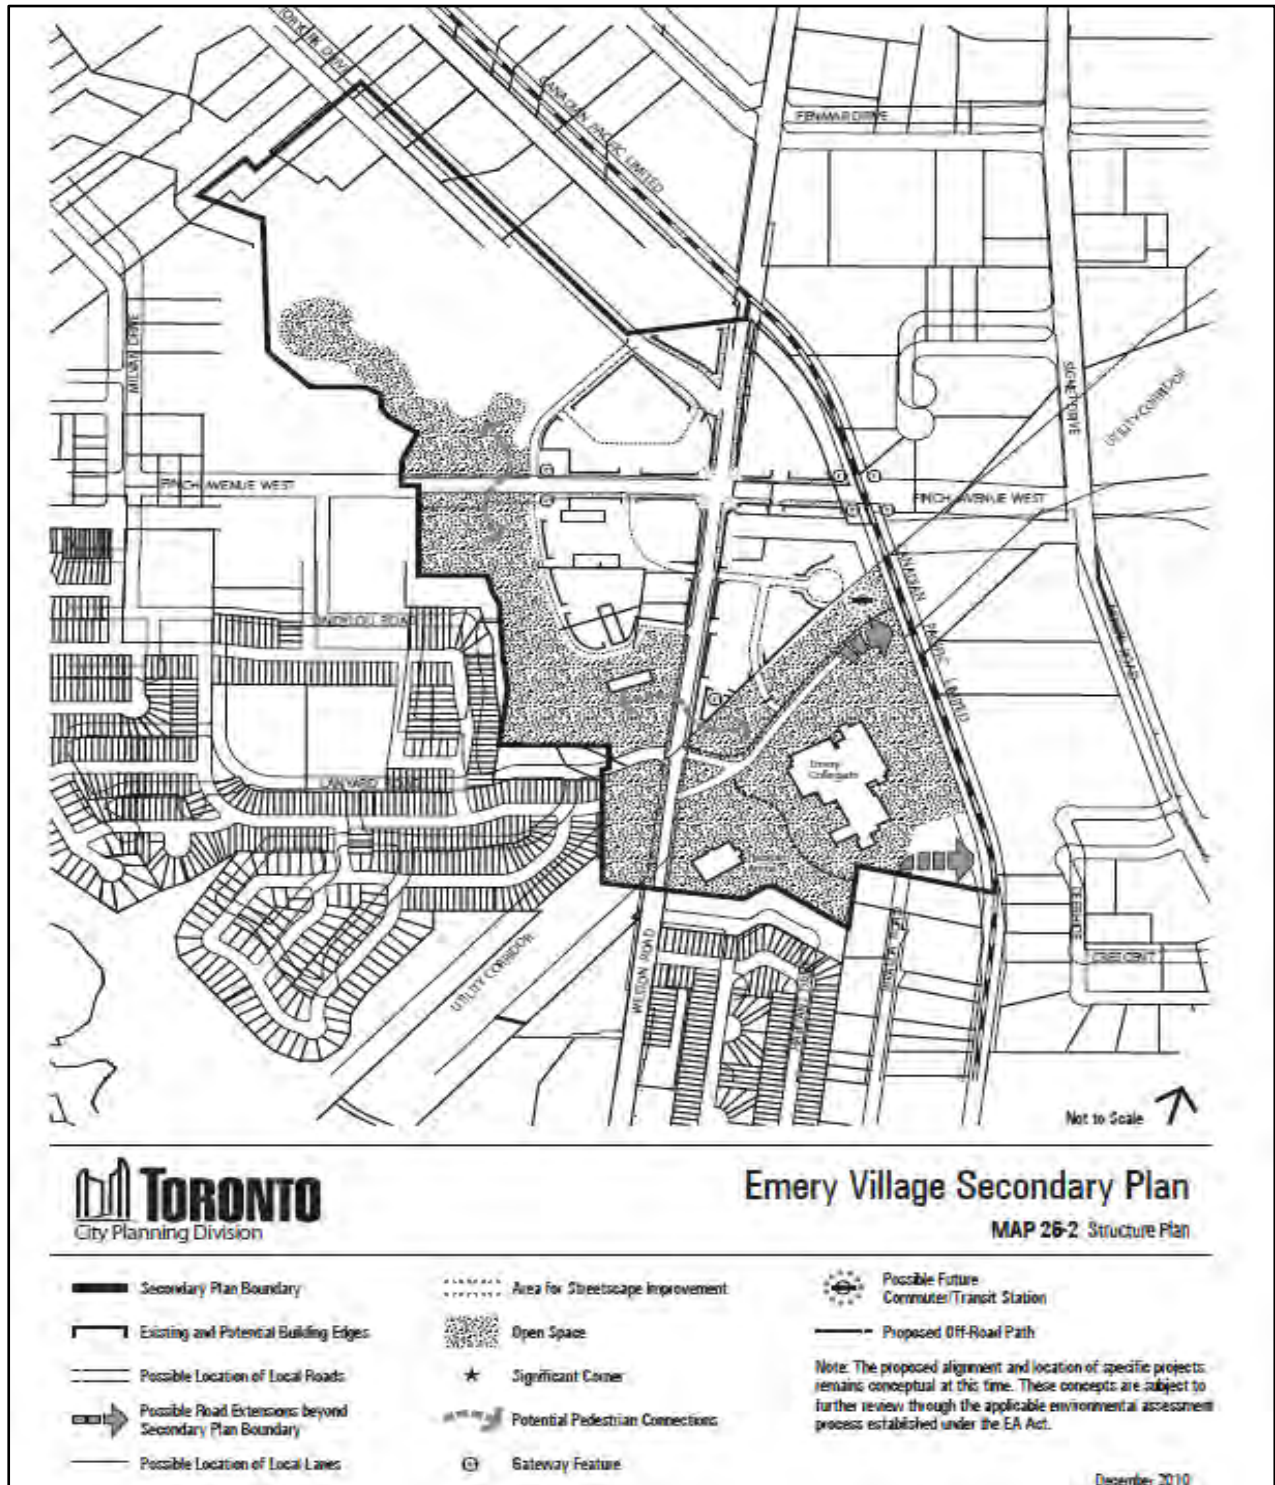 CANADIAN PACIFIC LIMITED
FENMAR DRIVE
MILVAN DRIVE
SIGNET DRIVE
UTILITY CORRIDOR
FINCH AVENUE WEST
FINCH AVENUE WEST
CANADIAN PACIFIC LIMITED
LANYARD ROAD
Emery
Collegiate
UTILITY CORRIDOR
WESTON ROAD
CRESCENT
Not to Scale
TORONTO
City Planning Division
Emery Village Secondary Plan
MAP 26-2 Structure Plan
Secondary Plan Boundary
Existing and Potential Building Edges
Possible Location of Local Roads
Possible Road Extensions beyond
Secondary Plan Boundary
Possible Location of Local Lanes
Area for Streetscape Improvement
Open Space
Significant Corner
Potential Pedestrian Connections
Gateway Feature
Possible Future
Commuter/Transit Station
Proposed Off-Road Path
Note: The proposed alignment and location of specific projects
remains conceptual at this time. These concepts are subject to
further review through the applicable environmental assessment
process established under the EA Act.
December 2010